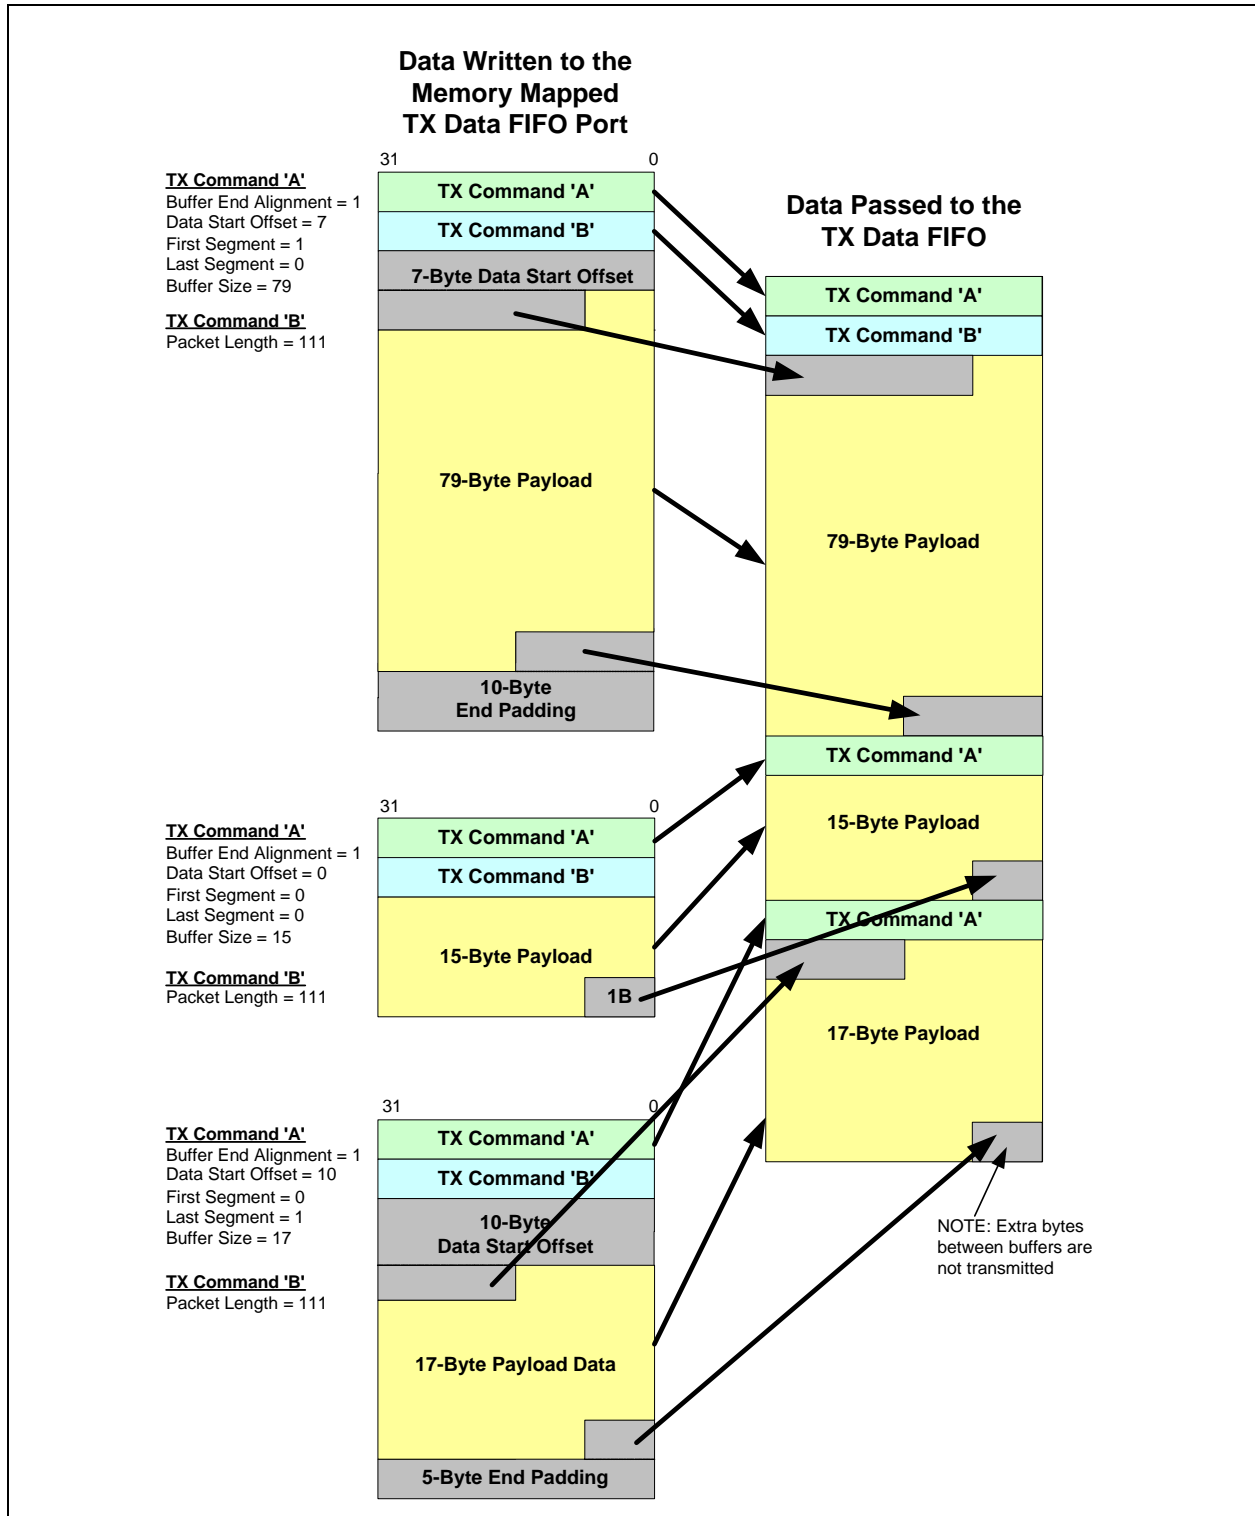 Data Written to the
Memory Mapped
TX Data FIFO Port
31
0
TX Command 'A'
Buffer End Alignment = 1
Data Start Offset = 7
First Segment = 1
Last Segment = 0
Buffer Size = 79
TX Command 'B'
Packet Length = 111
TX Command 'A'
TX Command 'B'
7-Byte Data Start Offset
79-Byte Payload
10-Byte
End Padding
Data Passed to the
TX Data FIFO
TX Command 'A'
TX Command 'B'
79-Byte Payload
TX Command 'A'
15-Byte Payload
TX Command 'A'
17-Byte Payload
NOTE: Extra bytes
between buffers are
not transmitted
31
0
TX Command 'A'
Buffer End Alignment = 1
Data Start Offset = 0
First Segment = 0
Last Segment = 0
Buffer Size = 15
TX Command 'B'
Packet Length = 111
TX Command 'A'
TX Command 'B'
15-Byte Payload
1B
31
0
TX Command 'A'
Buffer End Alignment = 1
Data Start Offset = 10
First Segment = 0
Last Segment = 1
Buffer Size = 17
TX Command 'B'
Packet Length = 111
TX Command 'A'
TX Command 'B'
10-Byte
Data Start Offset
17-Byte Payload Data
5-Byte End Padding